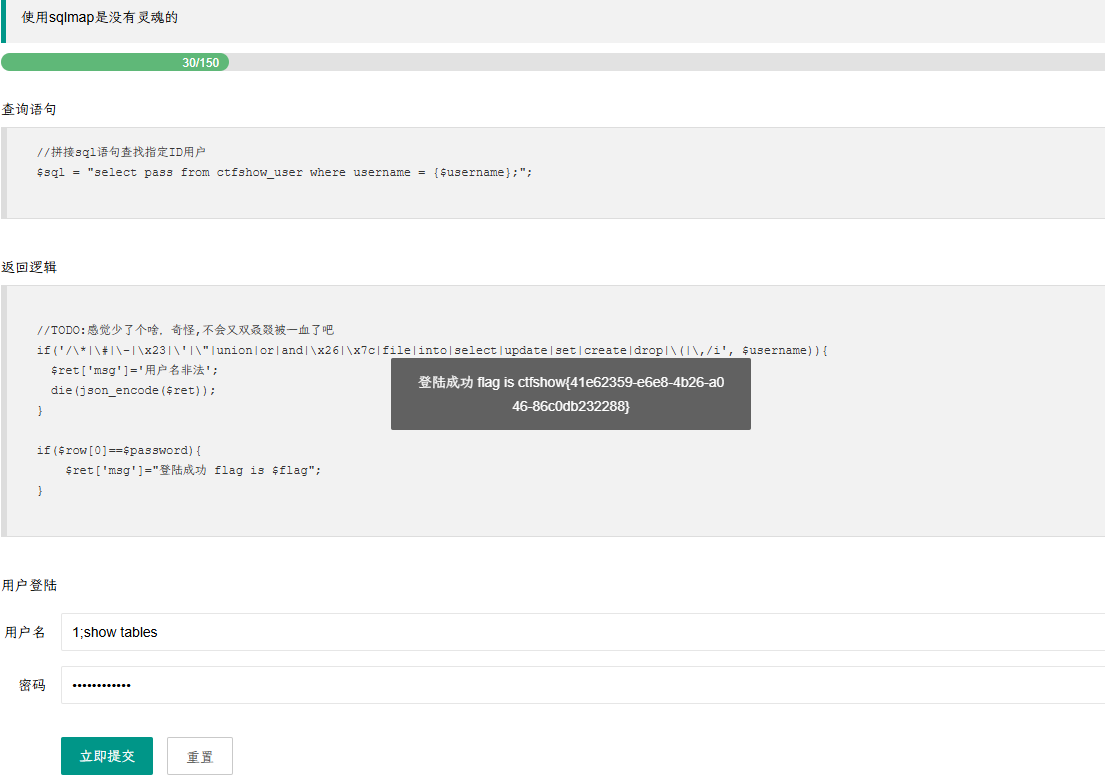 使用sqlmap是没有灵魂的
30/150
查询语句
//拼接sql语句查找指定ID用户
$sql = "select pass from ctfshow_user where username = {$username};";
返回逻辑
//TODO:感觉少了个啥，奇怪,不会又双叒叕被一血了吧
if('/\*|\#|\-|\x23|\'|\"|union|or|and|\x26|\x7c|file|into|select|update|set|create|drop|\(|\,/i', $username)){
$ret['msg']='用户名非法';
die(json_encode($ret));
}
登陆成功 flag is ctfshow{41e62359-e6e8-4b26-a0
46-86c0db232288}
if($row[0]==$password){
$ret['msg']="登陆成功 flag is $flag";
}
用户登陆
用户名
1;show tables
密码
••••••••••••
立即提交
重置